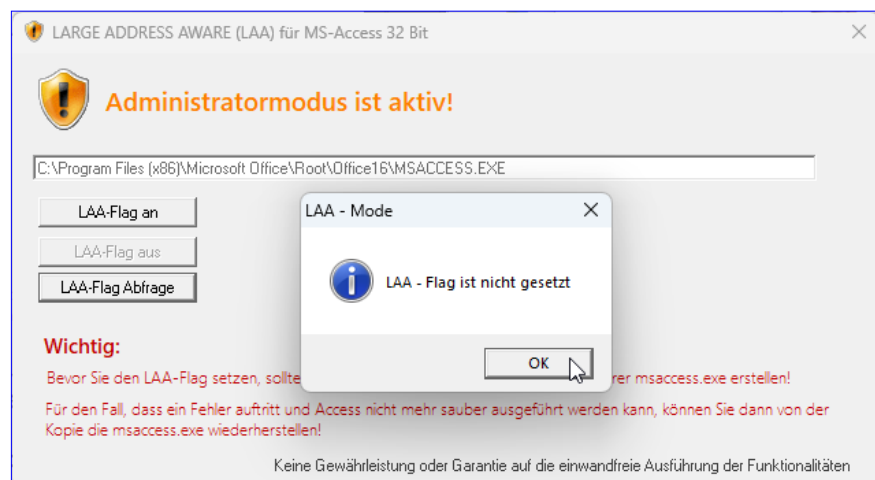 LARGE ADDRESS AWARE (LAA) für MS-Access 32 Bit
Administratormodus ist aktiv!
C:\Program Files (x86)\Microsoft Office\Root\Office16\MSACCESS.EXE
LAA-Flag an
LAA-Flag aus
LAA-Flag Abfrage
LAA - Mode
LAA - Flag ist nicht gesetzt
OK
Wichtig:
Bevor Sie den LAA-Flag setzen, sollte rer msaccess.exe erstellen!
Für den Fall, dass ein Fehler auftritt und Access nicht mehr sauber ausgeführt werden kann, können Sie dann von der
Kopie die msaccess.exe wiederherstellen!
Keine Gewährleistung oder Garantie auf die einwandfreie Ausführung der Funktionalitäten